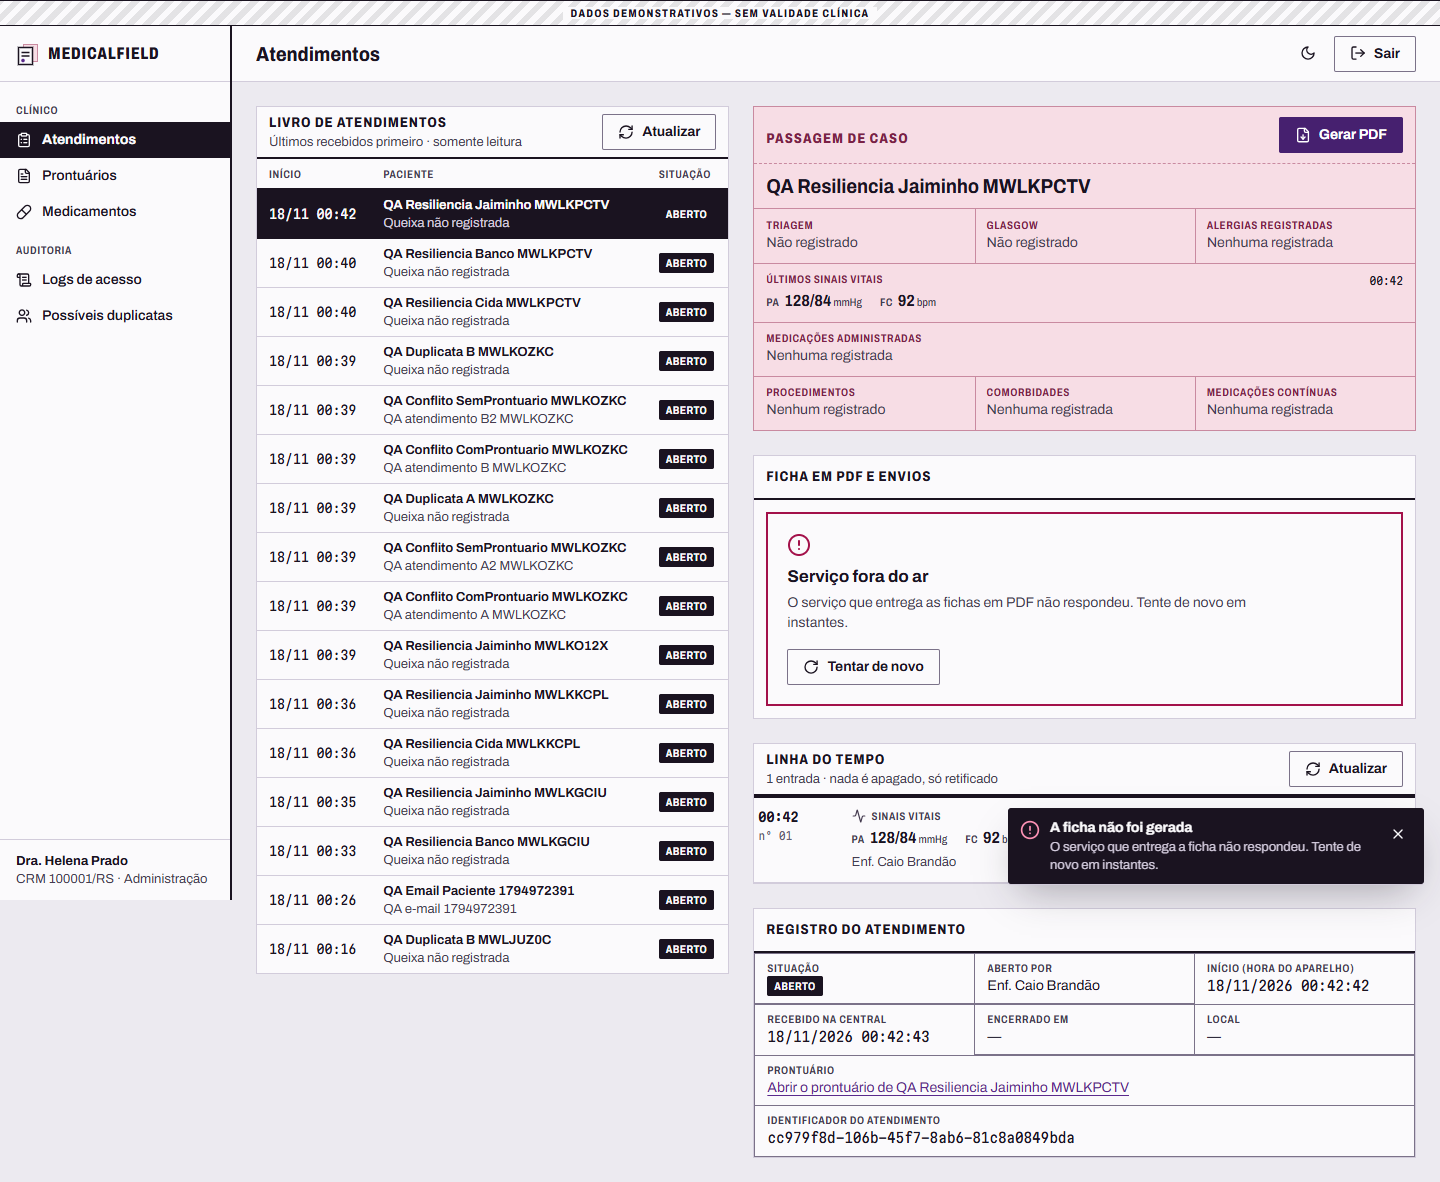 DADOS DEMONSTRATIVOS — SEM VALIDADE CLÍNICA
MEDICALFIELD
Atendimentos
Sair
CLÍNICO
Atendimentos
Prontuários
Medicamentos
AUDITORIA
Logs de acesso
Possíveis duplicatas
Dra. Helena Prado
CRM 100001/RS · Administração
LIVRO DE ATENDIMENTOS
Últimos recebidos primeiro · somente leitura
Atualizar
INÍCIO PACIENTE SITUAÇÃO
18/11 00:42 QA Resiliencia Jaiminho MWLKPCTV ABERTO
Queixa não registrada
18/11 00:40 QA Resiliencia Banco MWLKPCTV ABERTO
Queixa não registrada
18/11 00:40 QA Resiliencia Cida MWLKPCTV ABERTO
Queixa não registrada
18/11 00:39 QA Duplicata B MWLKOZKC ABERTO
Queixa não registrada
18/11 00:39 QA Conflito SemProntuario MWLKOZKC ABERTO
QA atendimento B2 MWLKOZKC
18/11 00:39 QA Conflito ComProntuario MWLKOZKC ABERTO
QA atendimento B MWLKOZKC
18/11 00:39 QA Duplicata A MWLKOZKC ABERTO
Queixa não registrada
18/11 00:39 QA Conflito SemProntuario MWLKOZKC ABERTO
QA atendimento A2 MWLKOZKC
18/11 00:39 QA Conflito ComProntuario MWLKOZKC ABERTO
QA atendimento A MWLKOZKC
18/11 00:39 QA Resiliencia Jaiminho MWLKO12X ABERTO
Queixa não registrada
18/11 00:36 QA Resiliencia Jaiminho MWLKKCPL ABERTO
Queixa não registrada
18/11 00:36 QA Resiliencia Cida MWLKKCPL ABERTO
Queixa não registrada
18/11 00:35 QA Resiliencia Jaiminho MWLKGCIU ABERTO
Queixa não registrada
18/11 00:33 QA Resiliencia Banco MWLKGCIU ABERTO
Queixa não registrada
18/11 00:26 QA Email Paciente 1794972391 ABERTO
QA e-mail 1794972391
18/11 00:16 QA Duplicata B MWLJUZ0C ABERTO
Queixa não registrada
PASSAGEM DE CASO
Gerar PDF
QA Resiliencia Jaiminho MWLKPCTV
TRIAGEM GLASGOW ALERGIAS REGISTRADAS
Não registrado Não registrado Nenhuma registrada
ÚLTIMOS SINAIS VITAIS 00:42
PA 128/84 mmHg FC 92 bpm
MEDICAÇÕES ADMINISTRADAS
Nenhuma registrada
PROCEDIMENTOS COMORBIDADES MEDICAÇÕES CONTÍNUAS
Nenhum registrado Nenhuma registrada Nenhuma registrada
FICHA EM PDF E ENVIOS
Serviço fora do ar
O serviço que entrega as fichas em PDF não respondeu. Tente de novo em
instantes.
Tentar de novo
LINHA DO TEMPO
1 entrada · nada é apagado, só retificado
Atualizar
00:42 SINAIS VITAIS
n° 01 PA 128/84 mmHg FC 92 b
Enf. Caio Brandão
A ficha não foi gerada
O serviço que entrega a ficha não respondeu. Tente de
novo em instantes.
REGISTRO DO ATENDIMENTO
SITUAÇÃO ABERTO POR INÍCIO (HORA DO APARELHO)
ABERTO Enf. Caio Brandão 18/11/2026 00:42:42
RECEBIDO NA CENTRAL ENCERRADO EM LOCAL
18/11/2026 00:42:43 — —
PRONTUÁRIO
Abrir o prontuário de QA Resiliencia Jaiminho MWLKPCTV
IDENTIFICADOR DO ATENDIMENTO
cc979f8d-106b-45f7-8ab6-81c8a0849bda